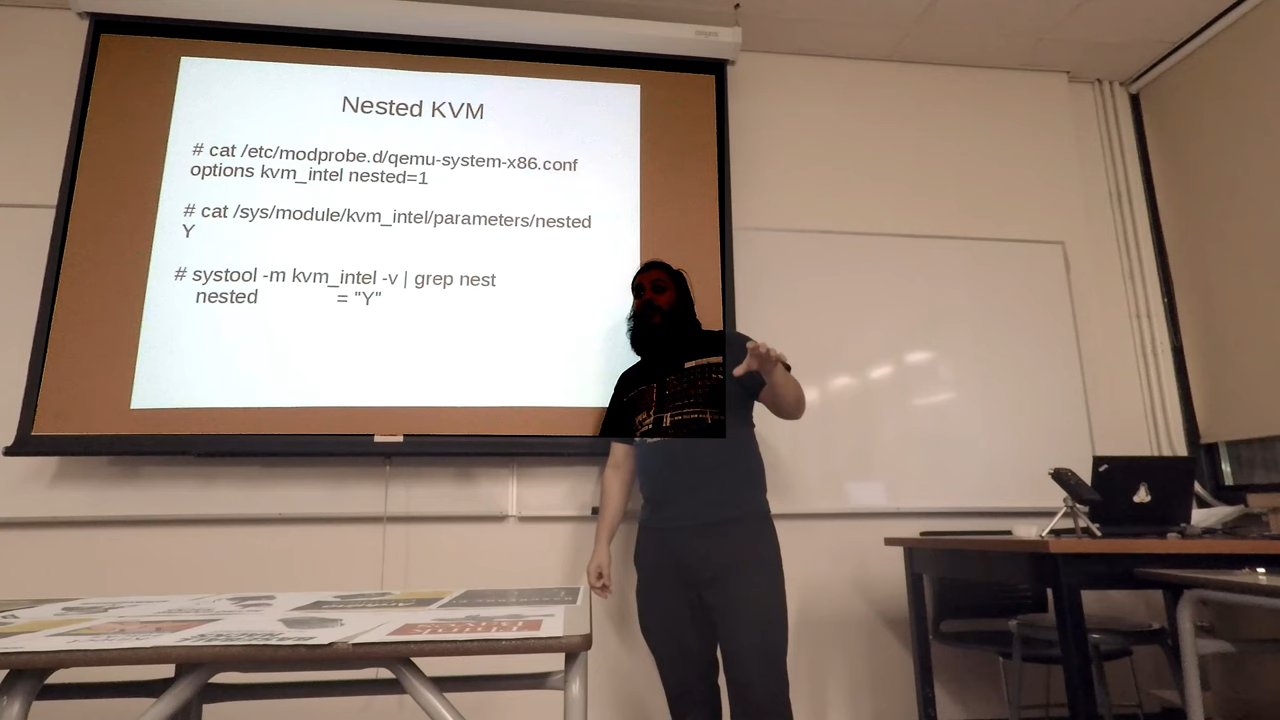 Nested KVM
# cat /etc/modprobe.d/qemu-system-x86.conf
options kvm_intel nested=1
# cat /sys/module/kvm_intel/parameters/nested
Y
# systool -m kvm_intel -v | grep nest
nested = "Y"